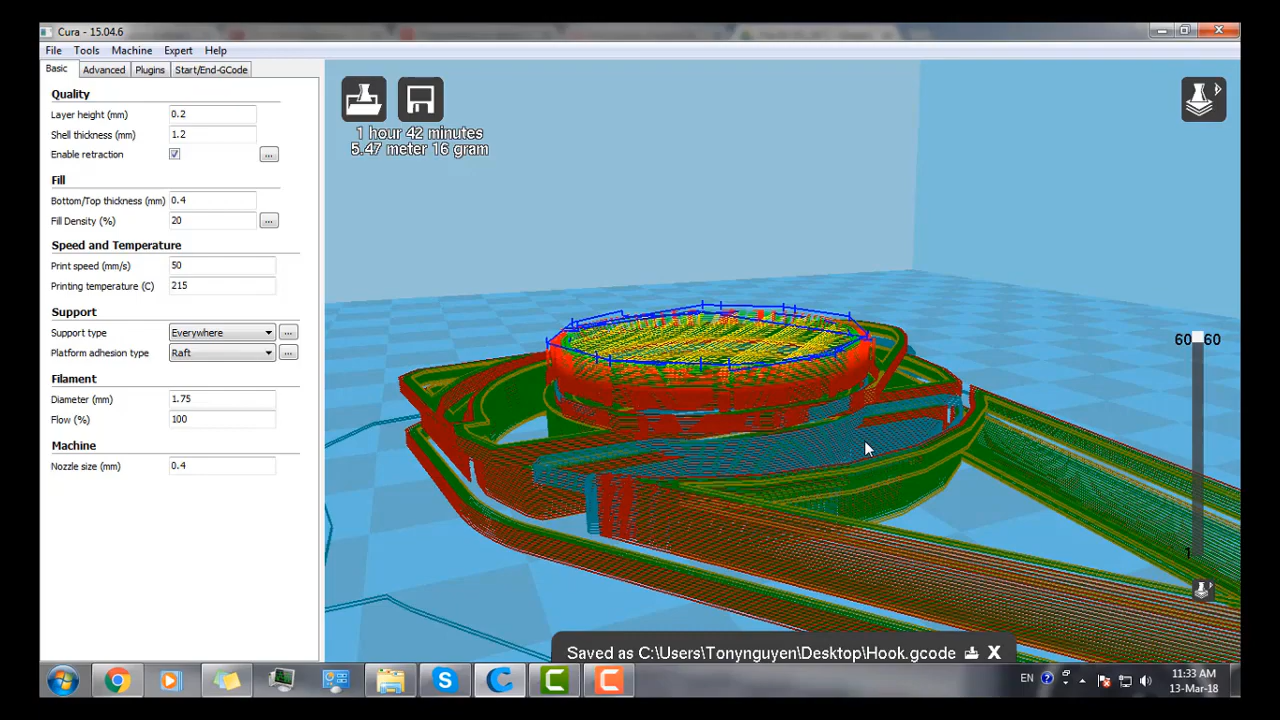 Cura - 15.04.6
File Tools Machine Expert Help
Basic Advanced Plugins Start/End-GCode
Quality
Layer height (mm) 0.2
Shell thickness (mm) 1.2
Enable retraction ...
Fill
Bottom/Top thickness (mm) 0.4
Fill Density (%) 20 ...
Speed and Temperature
Print speed (mm/s) 50
Printing temperature (C) 215
Support
Support type Everywhere ...
Platform adhesion type Raft ...
Filament
Diameter (mm) 1.75
Flow (%) 100
Machine
Nozzle size (mm) 0.4
1 hour 42 minutes
5.47 meter 16 gram
60 60
1
Saved as C:\Users\Tonynguyen\Desktop\Hook.gcode
EN
11:33 AM
13-Mar-18